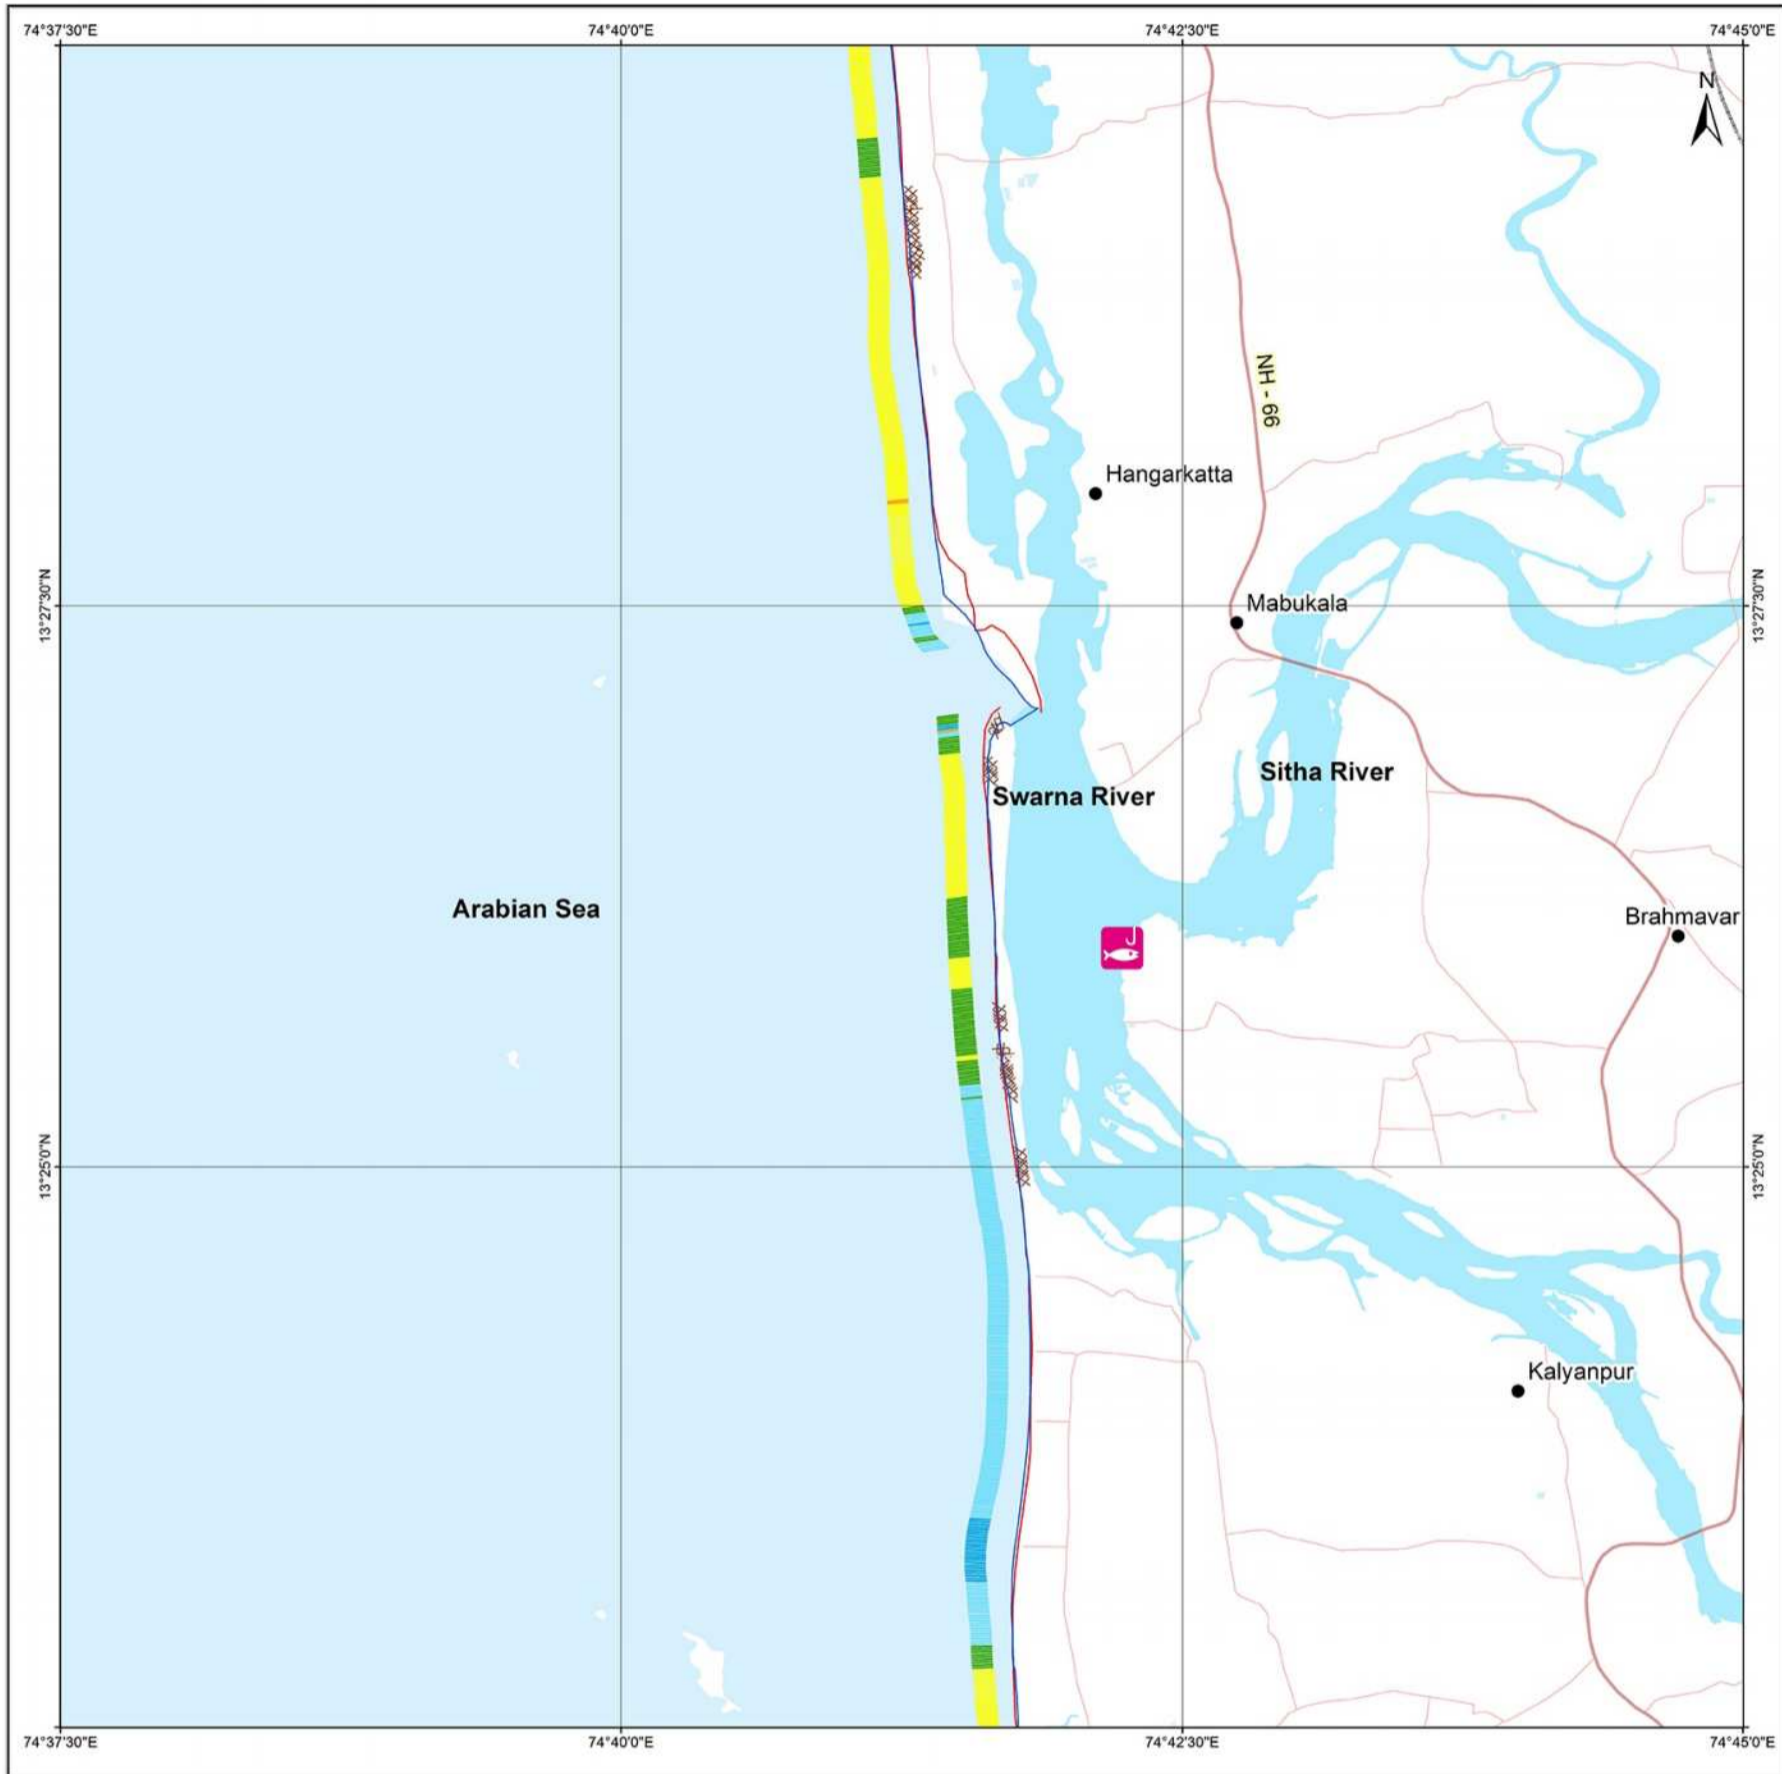 74°37'30"E
74°40'0"E
74°42'30"E
74°45'0"E
N
NH - 66
Hangarkatta
13°27'30"N
13°27'30"N
Mabukala
Sitha River
Swarna River
Arabian Sea
Brahmavar
13°25'0"N
13°25'0"N
Kalyanpur
74°37'30"E
74°40'0"E
74°42'30"E
74°45'0"E